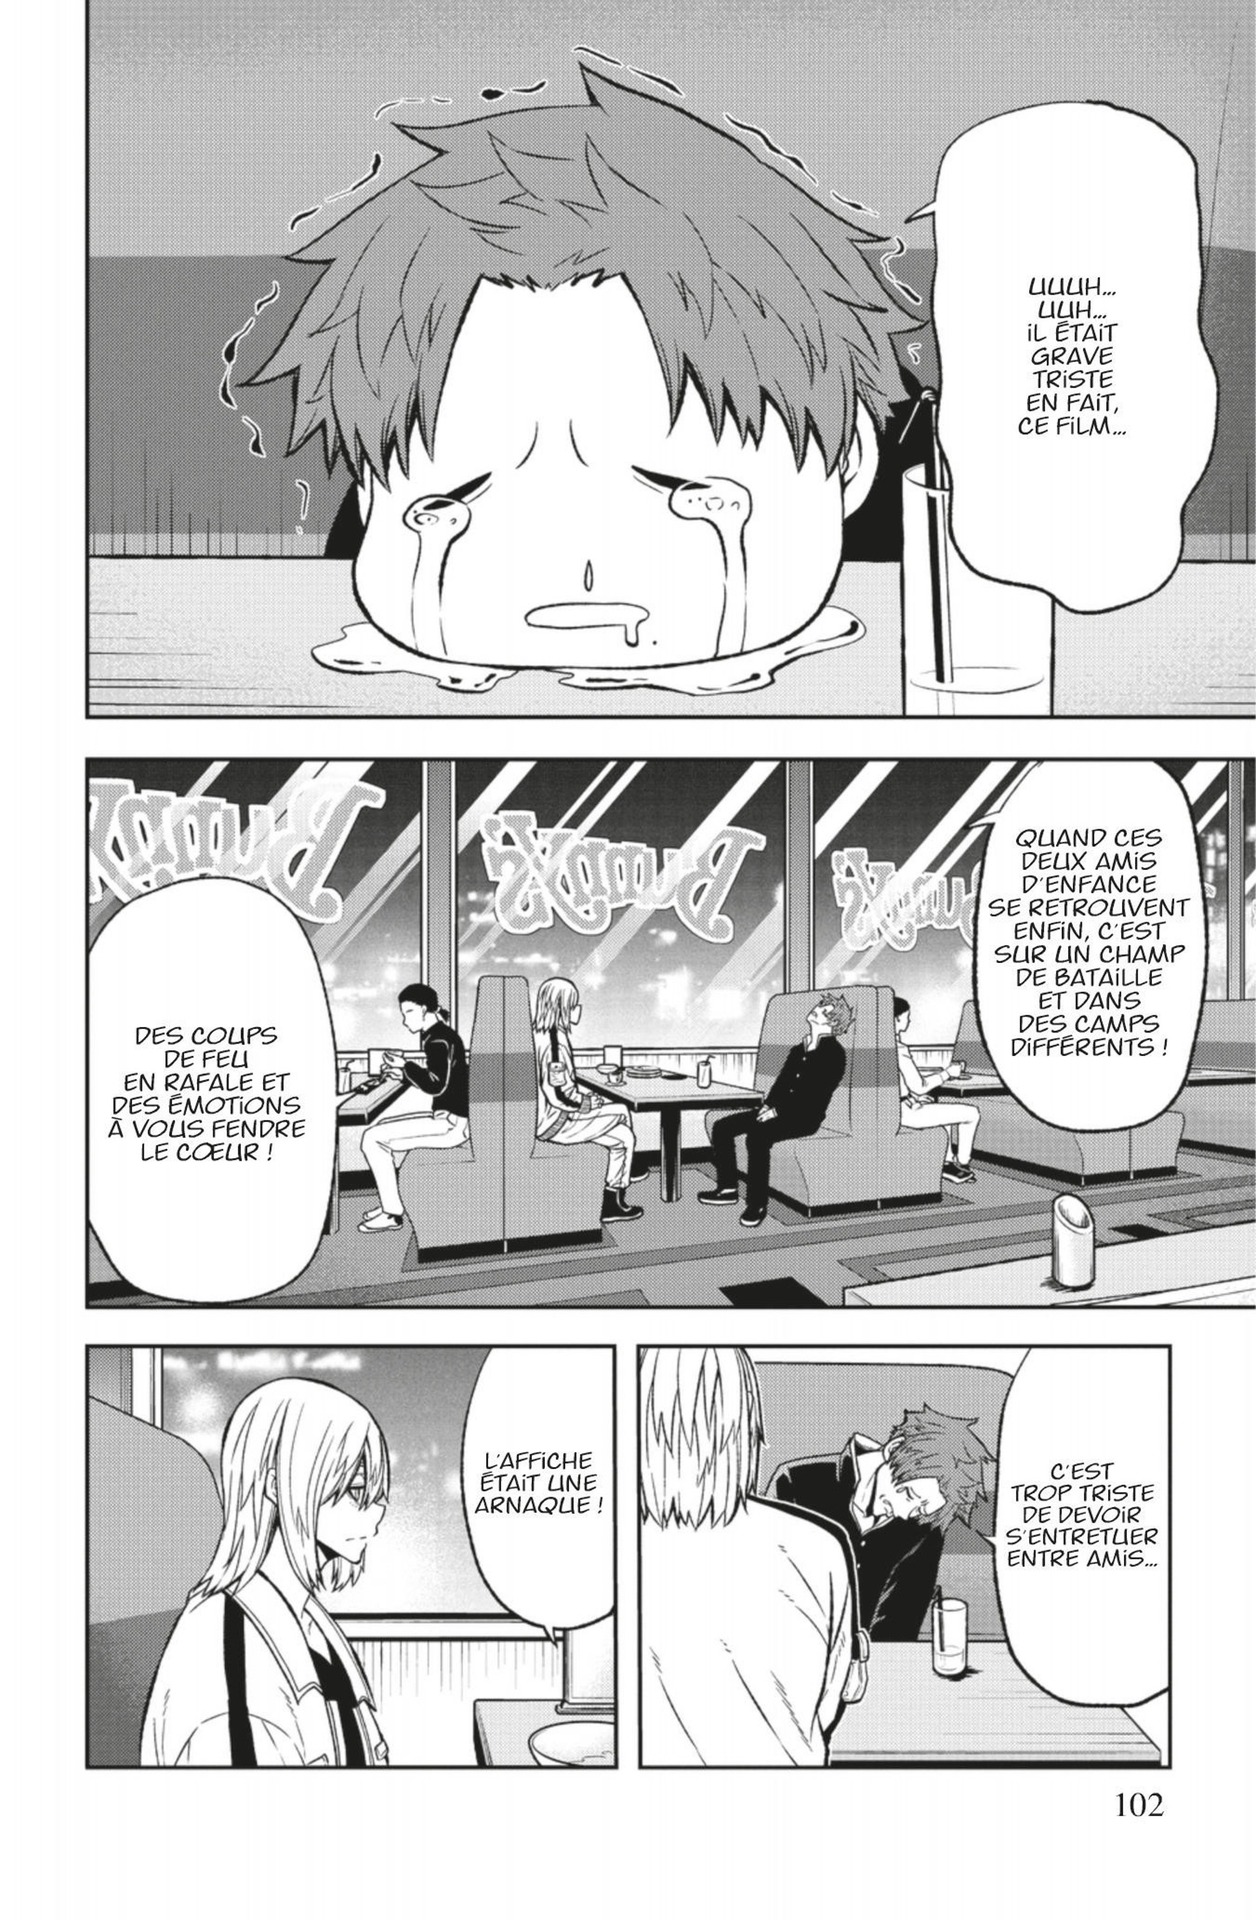 UUUH...
UUH...
IL ÉTAIT
GRAVE
TRISTE
EN FAIT,
CE FILM...
QUAND CES
DEUX AMIS
D'ENFANCE
SE RETROUVENT
ENFIN, C'EST
SUR UN CHAMP
DE BATAILLE
ET DANS
DES CAMPS
DIFFÉRENTS !
DES COUPS
DE FEU
EN RAFALE ET
DES ÉMOTIONS
À VOUS FENDRE
LE CŒUR !
C'EST
TROP TRISTE
DE DEVOIR
S'ENTRETUER
ENTRE AMIS...
L'AFFICHE
ÉTAIT UNE
ARNAQUE !
102